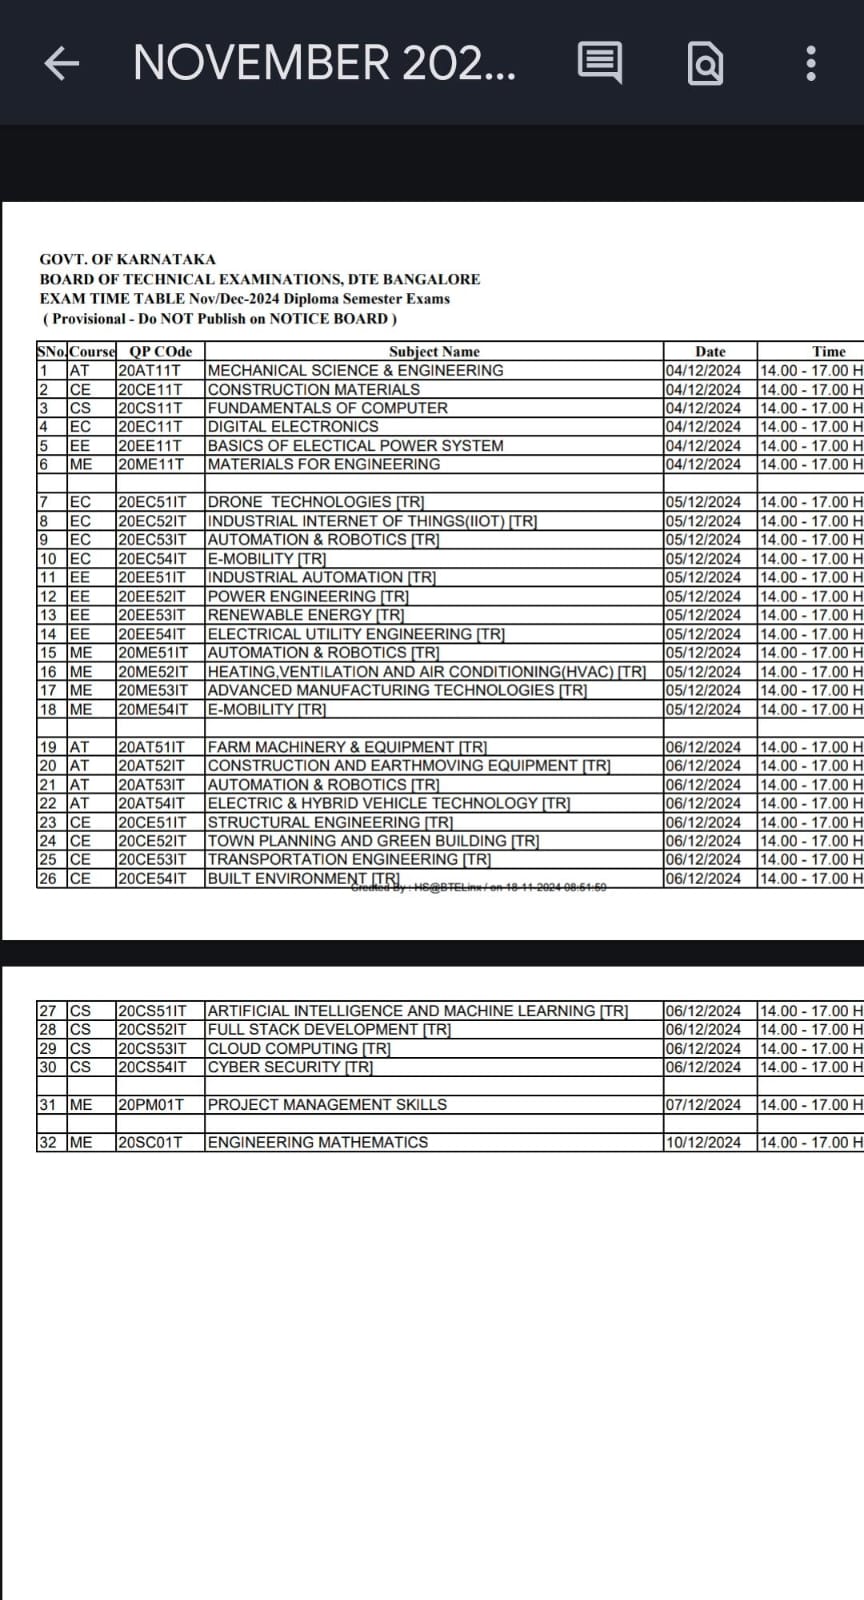 NOVEMBER 202...
GOVT. OF KARNATAKA
BOARD OF TECHNICAL EXAMINATIONS, DTE BANGALORE
EXAM TIME TABLE Nov/Dec-2024 Diploma Semester Exams
( Provisional - Do NOT Publish on NOTICE BOARD )
SNo. Course QP COde Subject Name Date Time
1 AT 20AT11T MECHANICAL SCIENCE & ENGINEERING 04/12/2024 14.00 - 17.00 H
2 CE 20CE11T CONSTRUCTION MATERIALS 04/12/2024 14.00 - 17.00 H
3 CS 20CS11T FUNDAMENTALS OF COMPUTER 04/12/2024 14.00 - 17.00 H
4 EC 20EC11T DIGITAL ELECTRONICS 04/12/2024 14.00 - 17.00 H
5 EE 20EE11T BASICS OF ELECTICAL POWER SYSTEM 04/12/2024 14.00 - 17.00 H
6 ME 20ME11T MATERIALS FOR ENGINEERING 04/12/2024 14.00 - 17.00 H
7 EC 20EC51IT DRONE TECHNOLOGIES [TR] 05/12/2024 14.00 - 17.00 H
8 EC 20EC52IT INDUSTRIAL INTERNET OF THINGS(IIOT) [TR] 05/12/2024 14.00 - 17.00 H
9 EC 20EC53IT AUTOMATION & ROBOTICS [TR] 05/12/2024 14.00 - 17.00 H
10 EC 20EC54IT E-MOBILITY [TR] 05/12/2024 14.00 - 17.00 H
11 EE 20EE51IT INDUSTRIAL AUTOMATION [TR] 05/12/2024 14.00 - 17.00 H
12 EE 20EE52IT POWER ENGINEERING [TR] 05/12/2024 14.00 - 17.00 H
13 EE 20EE53IT RENEWABLE ENERGY [TR] 05/12/2024 14.00 - 17.00 H
14 EE 20EE54IT ELECTRICAL UTILITY ENGINEERING [TR] 05/12/2024 14.00 - 17.00 H
15 ME 20ME51IT AUTOMATION & ROBOTICS [TR] 05/12/2024 14.00 - 17.00 H
16 ME 20ME52IT HEATING,VENTILATION AND AIR CONDITIONING(HVAC) [TR] 05/12/2024 14.00 - 17.00 H
17 ME 20ME53IT ADVANCED MANUFACTURING TECHNOLOGIES [TR] 05/12/2024 14.00 - 17.00 H
18 ME 20ME54IT E-MOBILITY [TR] 05/12/2024 14.00 - 17.00 H
19 AT 20AT51IT FARM MACHINERY & EQUIPMENT [TR] 06/12/2024 14.00 - 17.00 H
20 AT 20AT52IT CONSTRUCTION AND EARTHMOVING EQUIPMENT [TR] 06/12/2024 14.00 - 17.00 H
21 AT 20AT53IT AUTOMATION & ROBOTICS [TR] 06/12/2024 14.00 - 17.00 H
22 AT 20AT54IT ELECTRIC & HYBRID VEHICLE TECHNOLOGY [TR] 06/12/2024 14.00 - 17.00 H
23 CE 20CE51IT STRUCTURAL ENGINEERING [TR] 06/12/2024 14.00 - 17.00 H
24 CE 20CE52IT TOWN PLANNING AND GREEN BUILDING [TR] 06/12/2024 14.00 - 17.00 H
25 CE 20CE53IT TRANSPORTATION ENGINEERING [TR] 06/12/2024 14.00 - 17.00 H
26 CE 20CE54IT BUILT ENVIRONMENT [TR] 06/12/2024 14.00 - 17.00 H
Created By : HS@BTELinx / on 18-11-2024 08:51:59
27 CS 20CS51IT ARTIFICIAL INTELLIGENCE AND MACHINE LEARNING [TR] 06/12/2024 14.00 - 17.00 H
28 CS 20CS52IT FULL STACK DEVELOPMENT [TR] 06/12/2024 14.00 - 17.00 H
29 CS 20CS53IT CLOUD COMPUTING [TR] 06/12/2024 14.00 - 17.00 H
30 CS 20CS54IT CYBER SECURITY [TR] 06/12/2024 14.00 - 17.00 H
31 ME 20PM01T PROJECT MANAGEMENT SKILLS 07/12/2024 14.00 - 17.00 H
32 ME 20SC01T ENGINEERING MATHEMATICS 10/12/2024 14.00 - 17.00 H